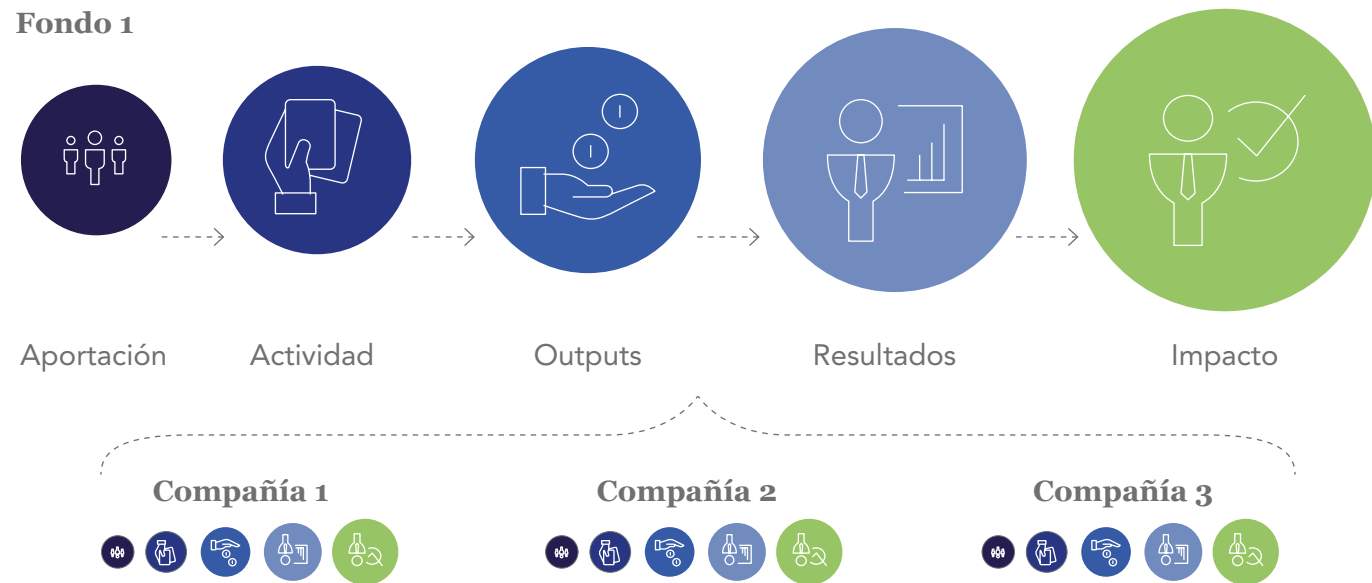 Fondo 1
Aportación
Actividad
Outputs
Resultados
Impacto
Compañía 1
Compañía 2
Compañía 3